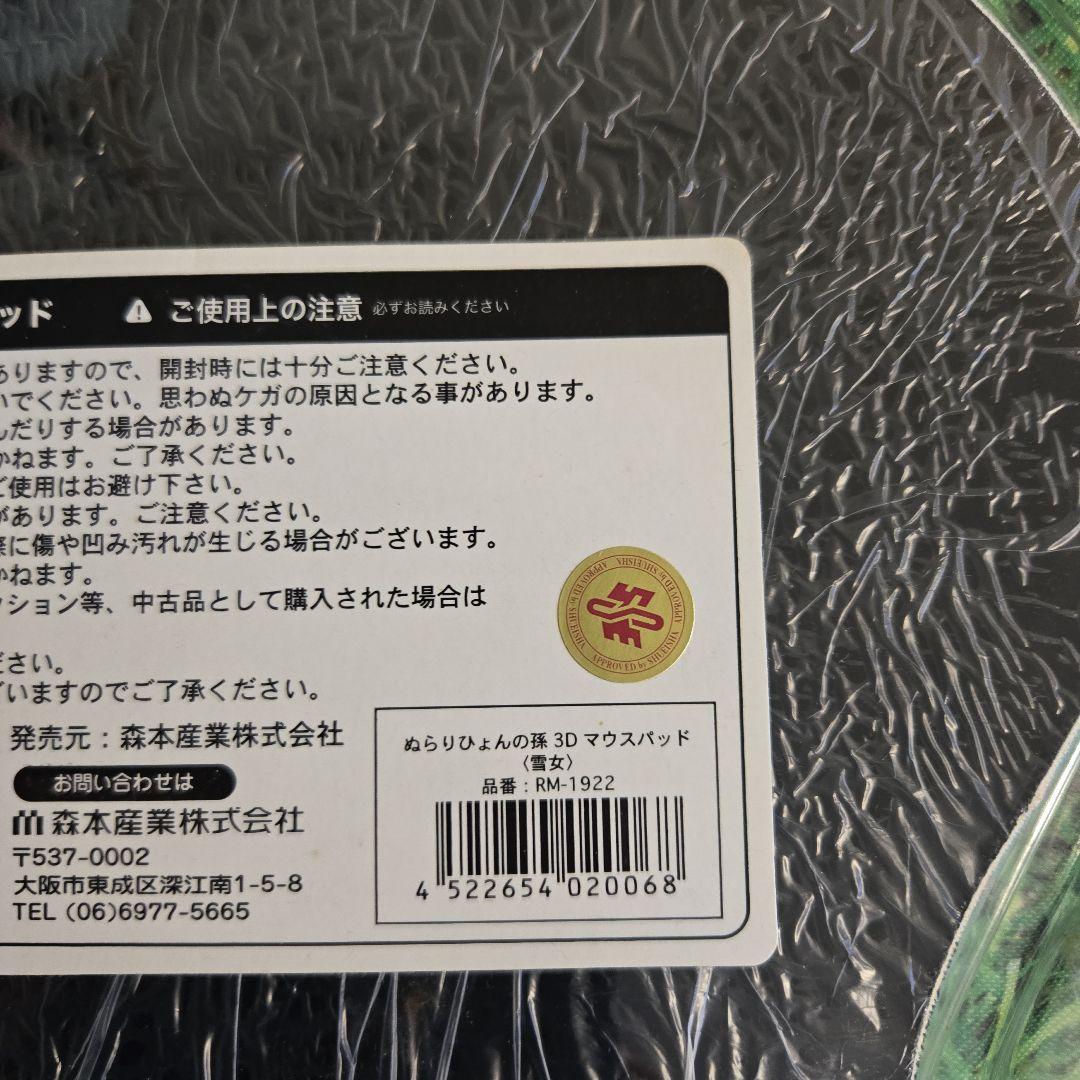 ッド ⚠ ご使用上の注意 必ずお読みください
ありますので、開封時には十分ご注意ください。
いでください。思わぬケガの原因となる事があります。
んだりする場合があります。
かねます。ご了承ください。
ご使用はお避け下さい。
があります。ご注意ください。
際に傷や凹み汚れが生じる場合がございます。
かねます。
クション等、中古品として購入された場合は
ださい。
ざいますのでご了承ください。
APPROVED by SHUEISHA APPROVED by SHUEISHA APPROVED by SHUEISHA
発売元:森本産業株式会社
お問い合わせは
森本産業株式会社
〒537-0002
大阪市東成区深江南1-5-8
TEL (06)6977-5665
ぬらりひょんの孫 3D マウスパッド
〈雪女〉
品番:RM-1922
4 522654 020068